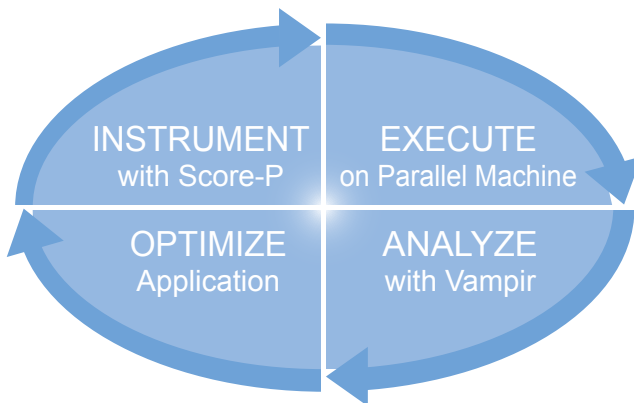 INSTRUMENT
with Score-P
EXECUTE
on Parallel Machine
OPTIMIZE
Application
ANALYZE
with Vampir